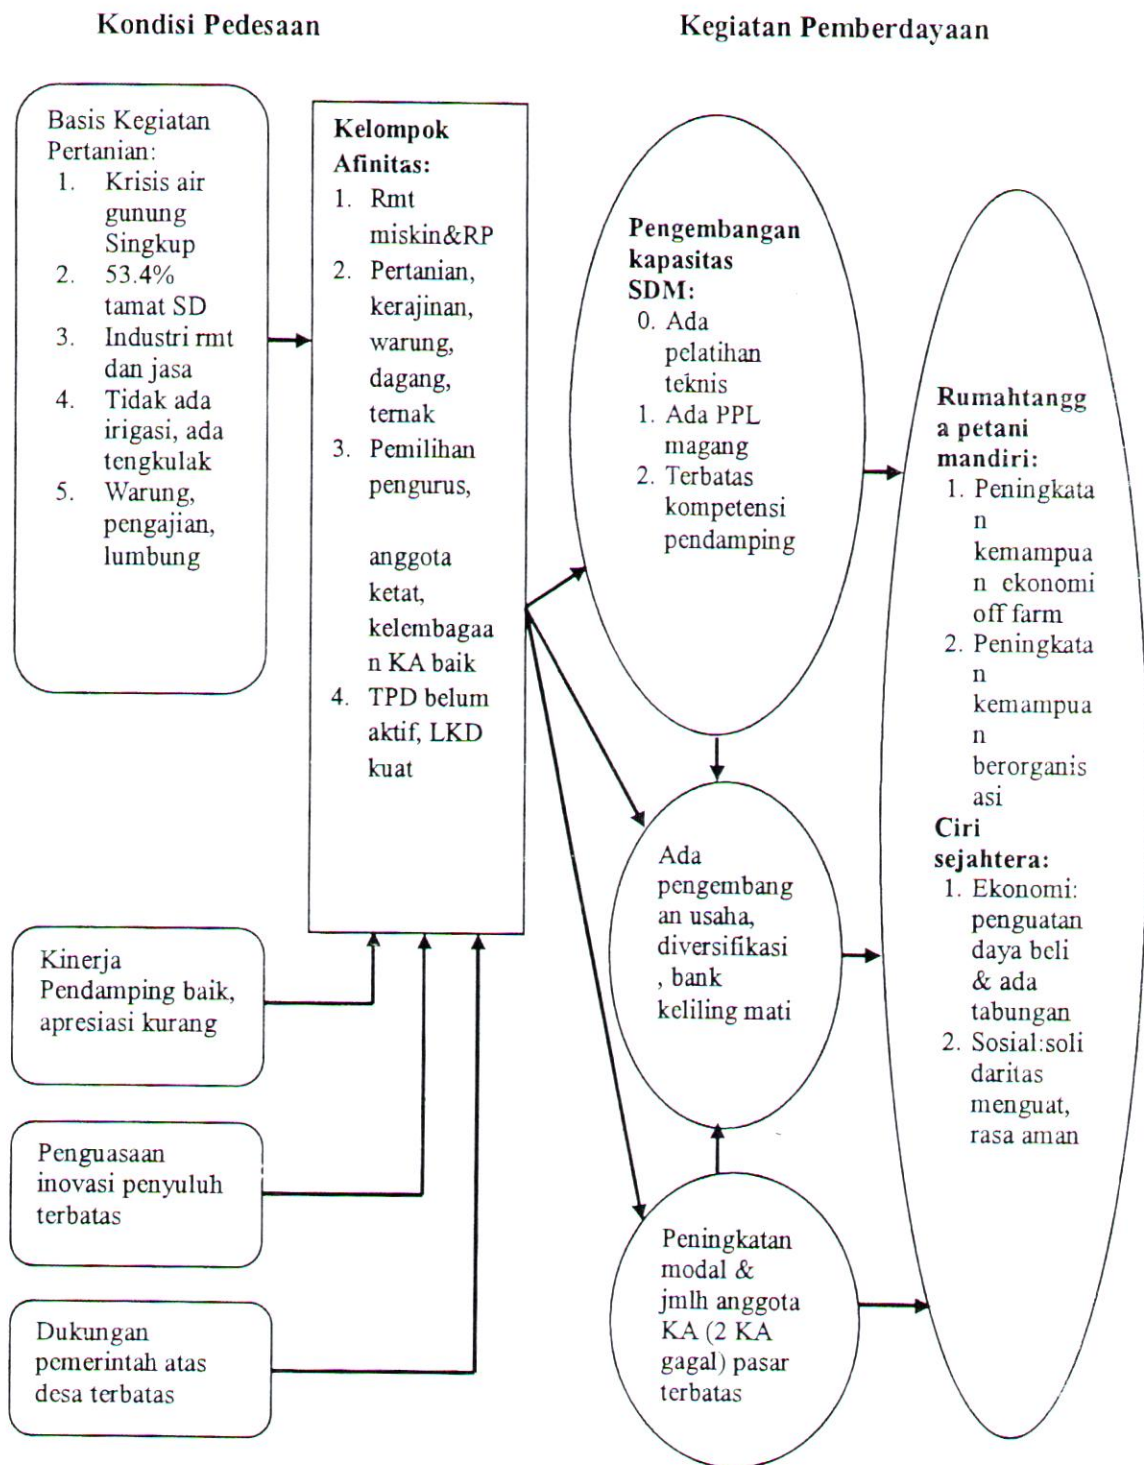 Kondisi Pedesaan
Kegiatan Pemberdayaan
Basis Kegiatan
Pertanian:
1. Krisis air
gunung
Singkup
2. 53.4%
tamat SD
3. Industri rmt
dan jasa
4. Tidak ada
irigasi, ada
tengkulak
5. Warung,
pengajian,
lumbung
Kelompok
Afinitas:
1. Rmt
miskin&RP
2. Pertanian,
kerajinan,
warung,
dagang,
ternak
3. Pemilihan
pengurus,
anggota
ketat,
kelembagaa
n KA baik
4. TPD belum
aktif, LKD
kuat
Kinerja
Pendamping baik,
apresiasi kurang
Penguasaan
inovasi penyuluh
terbatas
Dukungan
pemerintah atas
desa terbatas
Pengembangan
kapasitas
SDM:
0. Ada
pelatihan
teknis
1. Ada PPL
magang
2. Terbatas
kompetensi
pendamping
Ada
pengembang
an usaha,
diversifikasi
, bank
keliling mati
Peningkatan
modal &
jmlh anggota
KA (2 KA
gagal) pasar
terbatas
Rumahtangg
a petani
mandiri:
1. Peningkata
n
kemampua
n ekonomi
off farm
2. Peningkata
n
kemampua
n
berorganis
asi
Ciri
sejahtera:
1. Ekonomi:
penguatan
daya beli
& ada
tabungan
2. Sosial:soli
daritas
menguat,
rasa aman